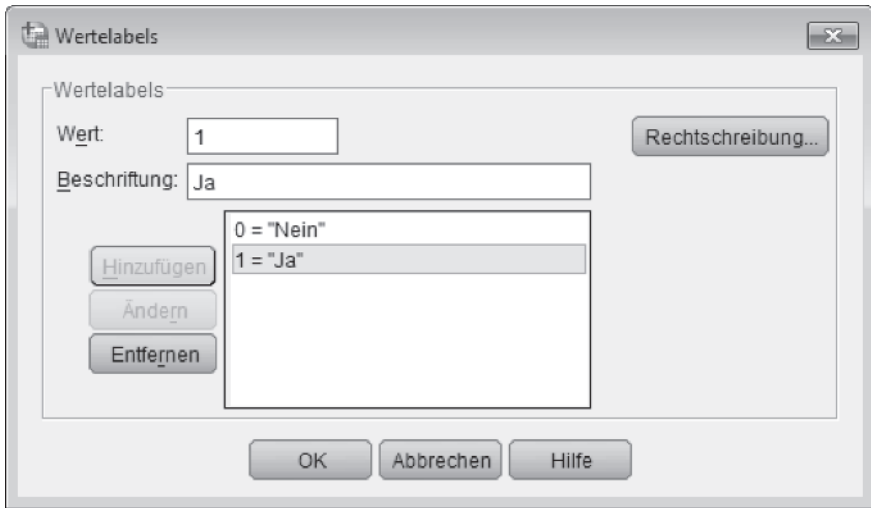 Wertelabels
Wertelabels
Wert: 1
Rechtschreibung...
Beschriftung: Ja
0 = "Nein"
1 = "Ja"
Hinzufügen
Ändern
Entfernen
OK Abbrechen Hilfe